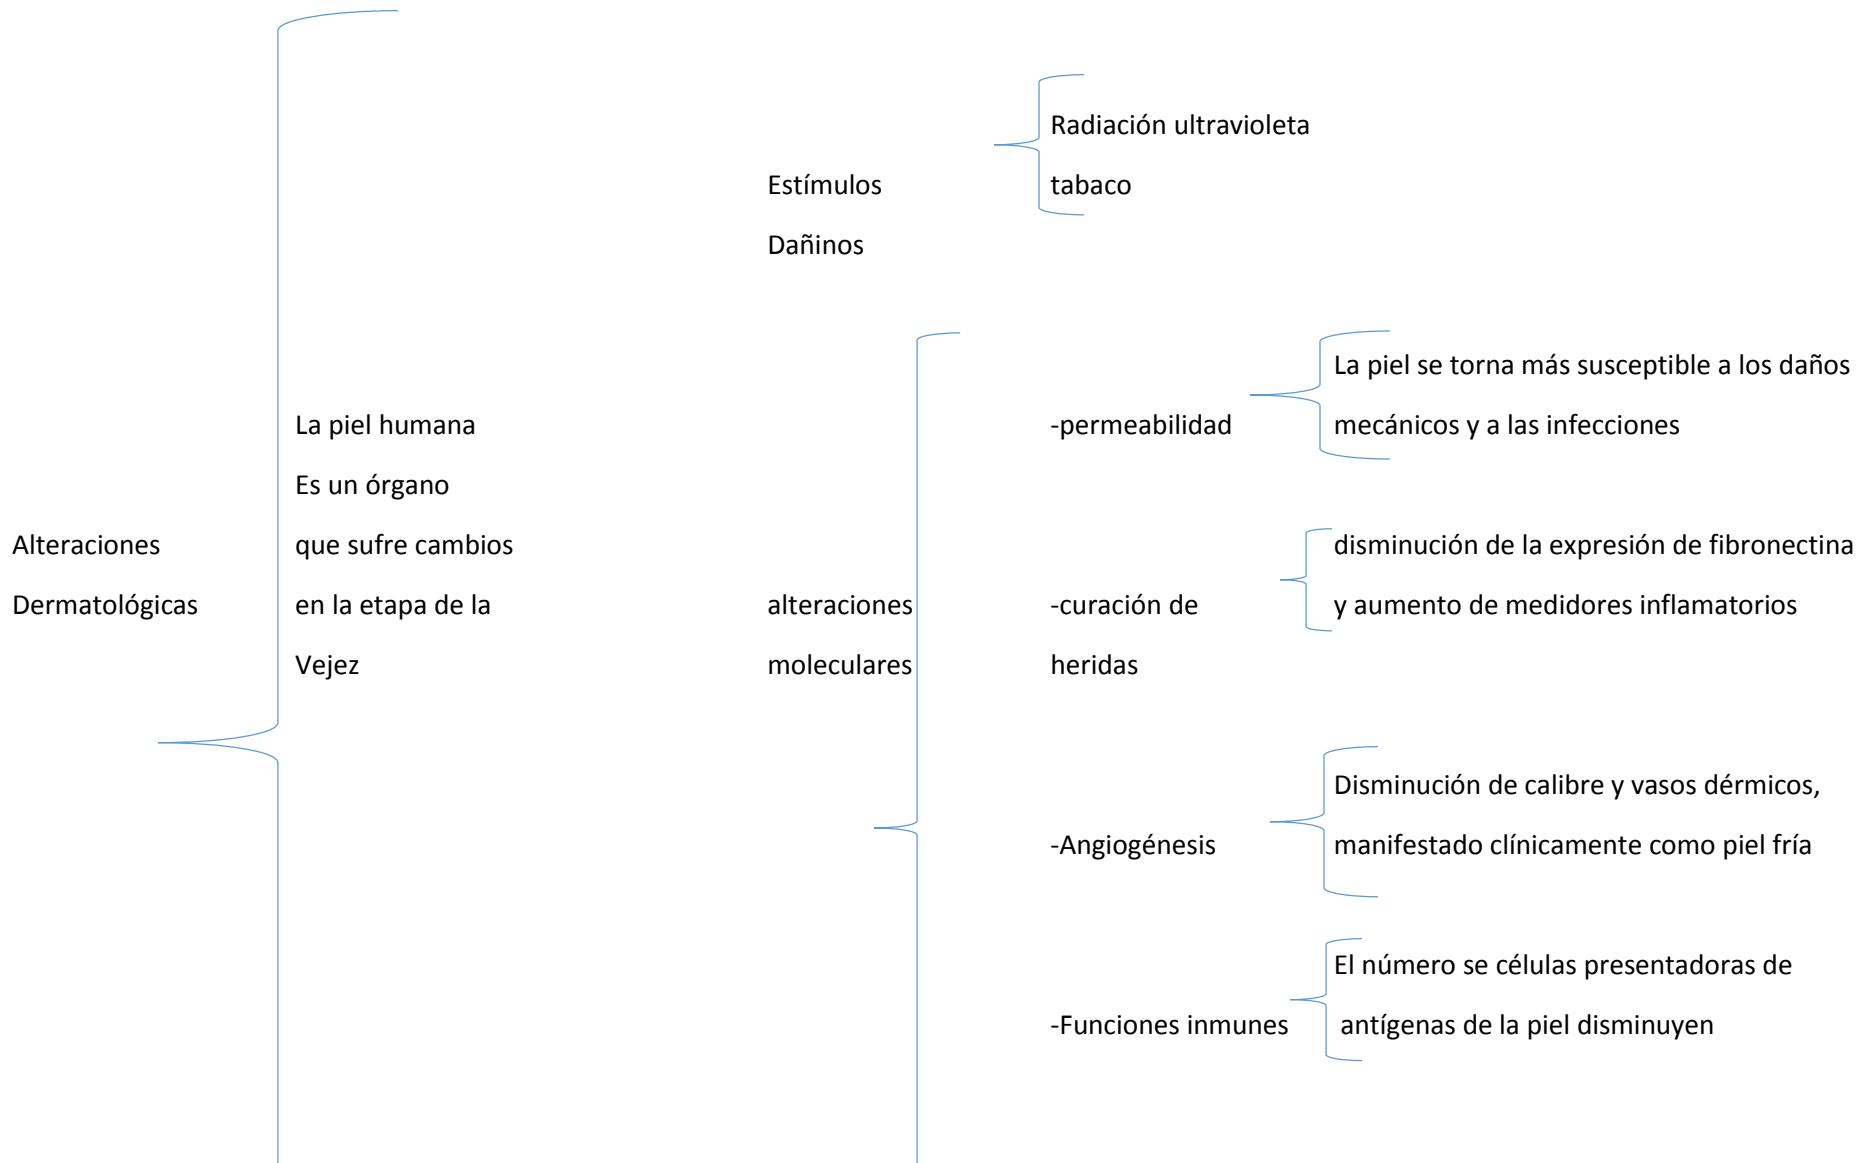 Alteraciones
Dermatológicas
La piel humana
Es un órgano
que sufre cambios
en la etapa de la
Vejez
Estímulos
Dañinos
Radiación ultravioleta
tabaco
alteraciones
moleculares
-permeabilidad
La piel se torna más susceptible a los daños
mecánicos y a las infecciones
-curación de
heridas
disminución de la expresión de fibronectina
y aumento de medidores inflamatorios
-Angiogénesis
Disminución de calibre y vasos dérmicos,
manifestado clínicamente como piel fría
-Funciones inmunes
El número se células presentadoras de
antígenas de la piel disminuyen